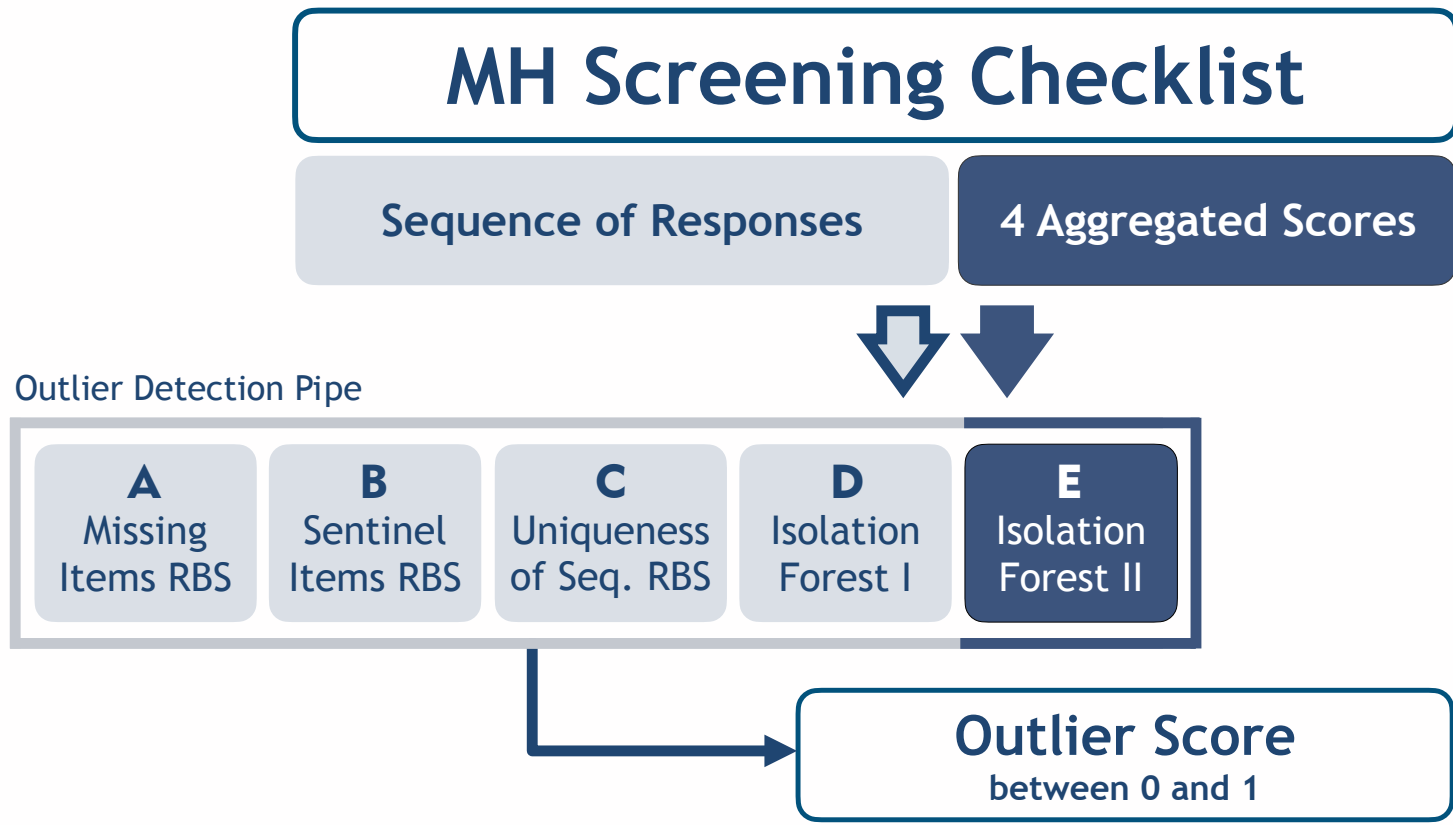 MH Screening Checklist
Sequence of Responses
4 Aggregated Scores
Outlier Detection Pipe
A
Missing
Items RBS
B
Sentinel
Items RBS
C
Uniqueness
of Seq. RBS
D
Isolation
Forest I
E
Isolation
Forest II
Outlier Score
between 0 and 1